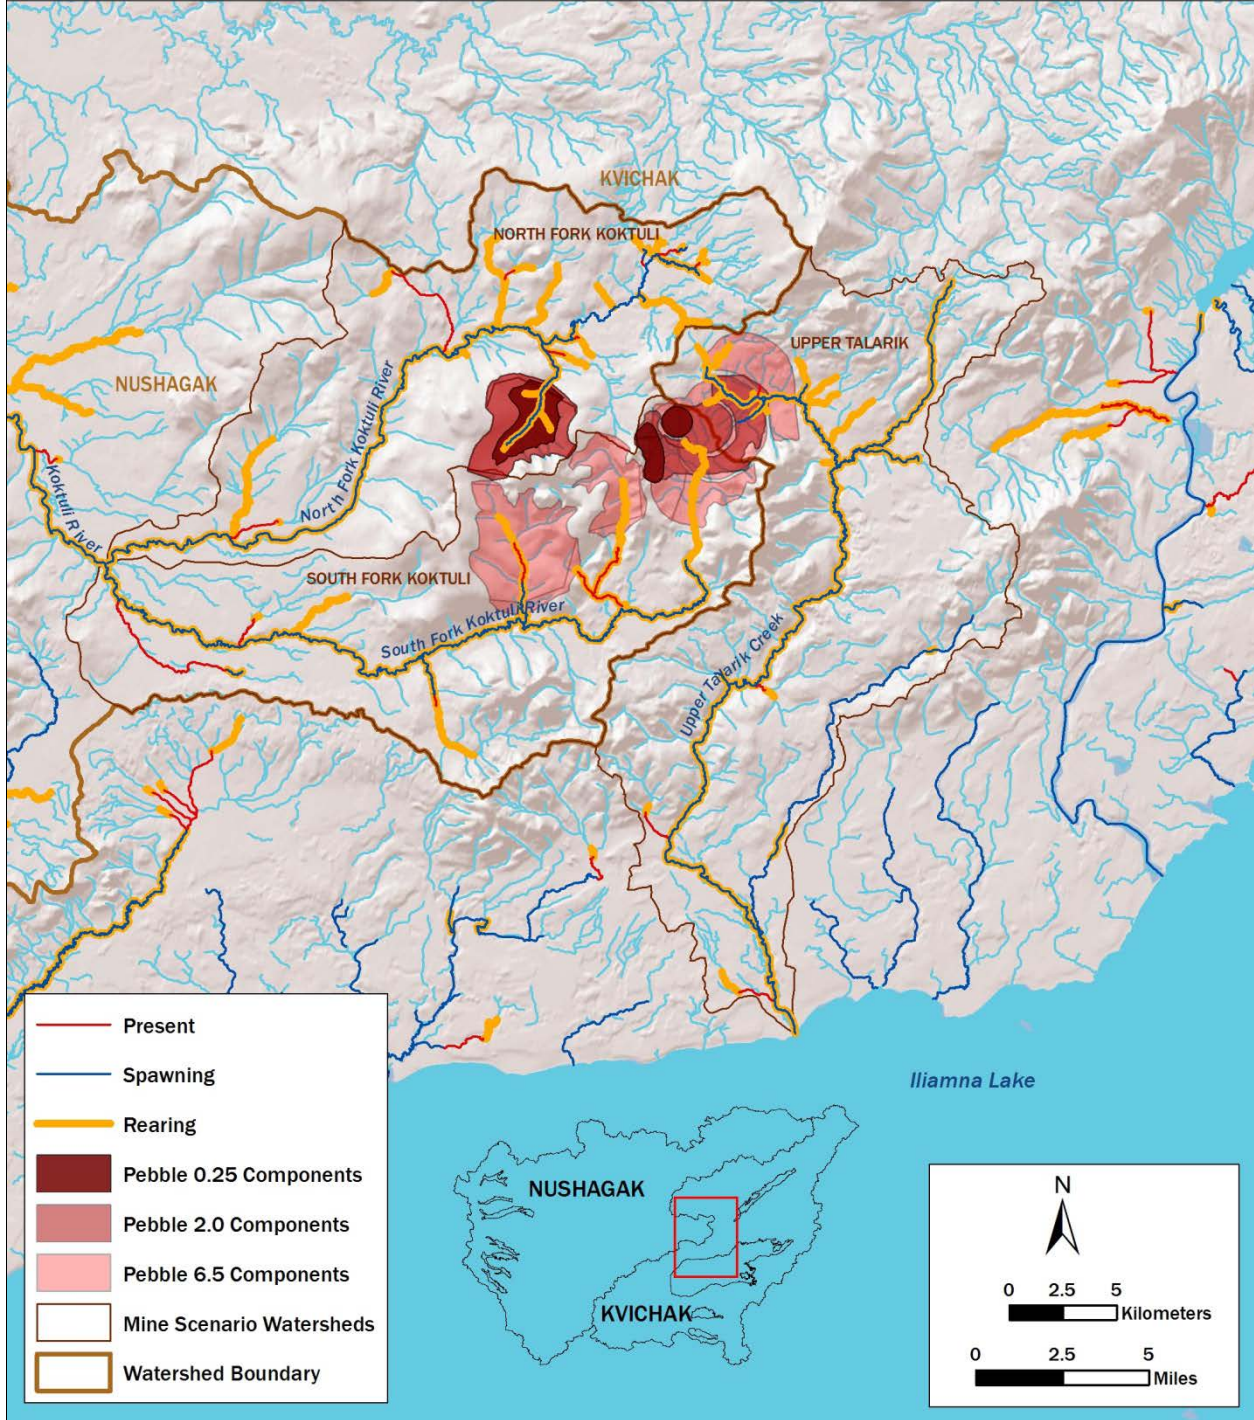 KVICHAK
NORTH FORK KOKTULI
UPPER TALARIK
NUSHAGAK
North Fork Koktuli River
Koktuli River
SOUTH FORK KOKTULI
South Fork Koktuli River
Upper Talarik Creek
Iliamna Lake
Present
Spawning
Rearing
Pebble 0.25 Components
Pebble 2.0 Components
Pebble 6.5 Components
Mine Scenario Watersheds
Watershed Boundary
NUSHAGAK
KVICHAK
N
0 2.5 5
Kilometers
0 2.5 5
Miles